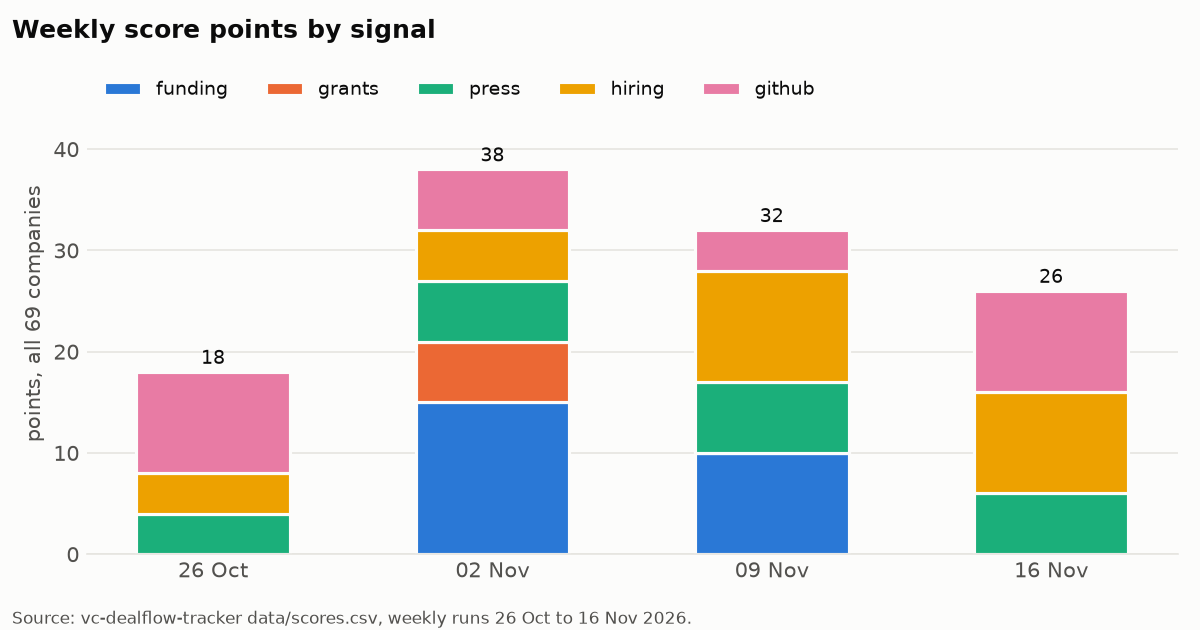 Weekly score points by signal
funding grants press hiring github
points, all 69 companies
40
30
20
10
0
18
38
32
26
26 Oct 02 Nov 09 Nov 16 Nov
Source: vc-dealflow-tracker data/scores.csv, weekly runs 26 Oct to 16 Nov 2026.